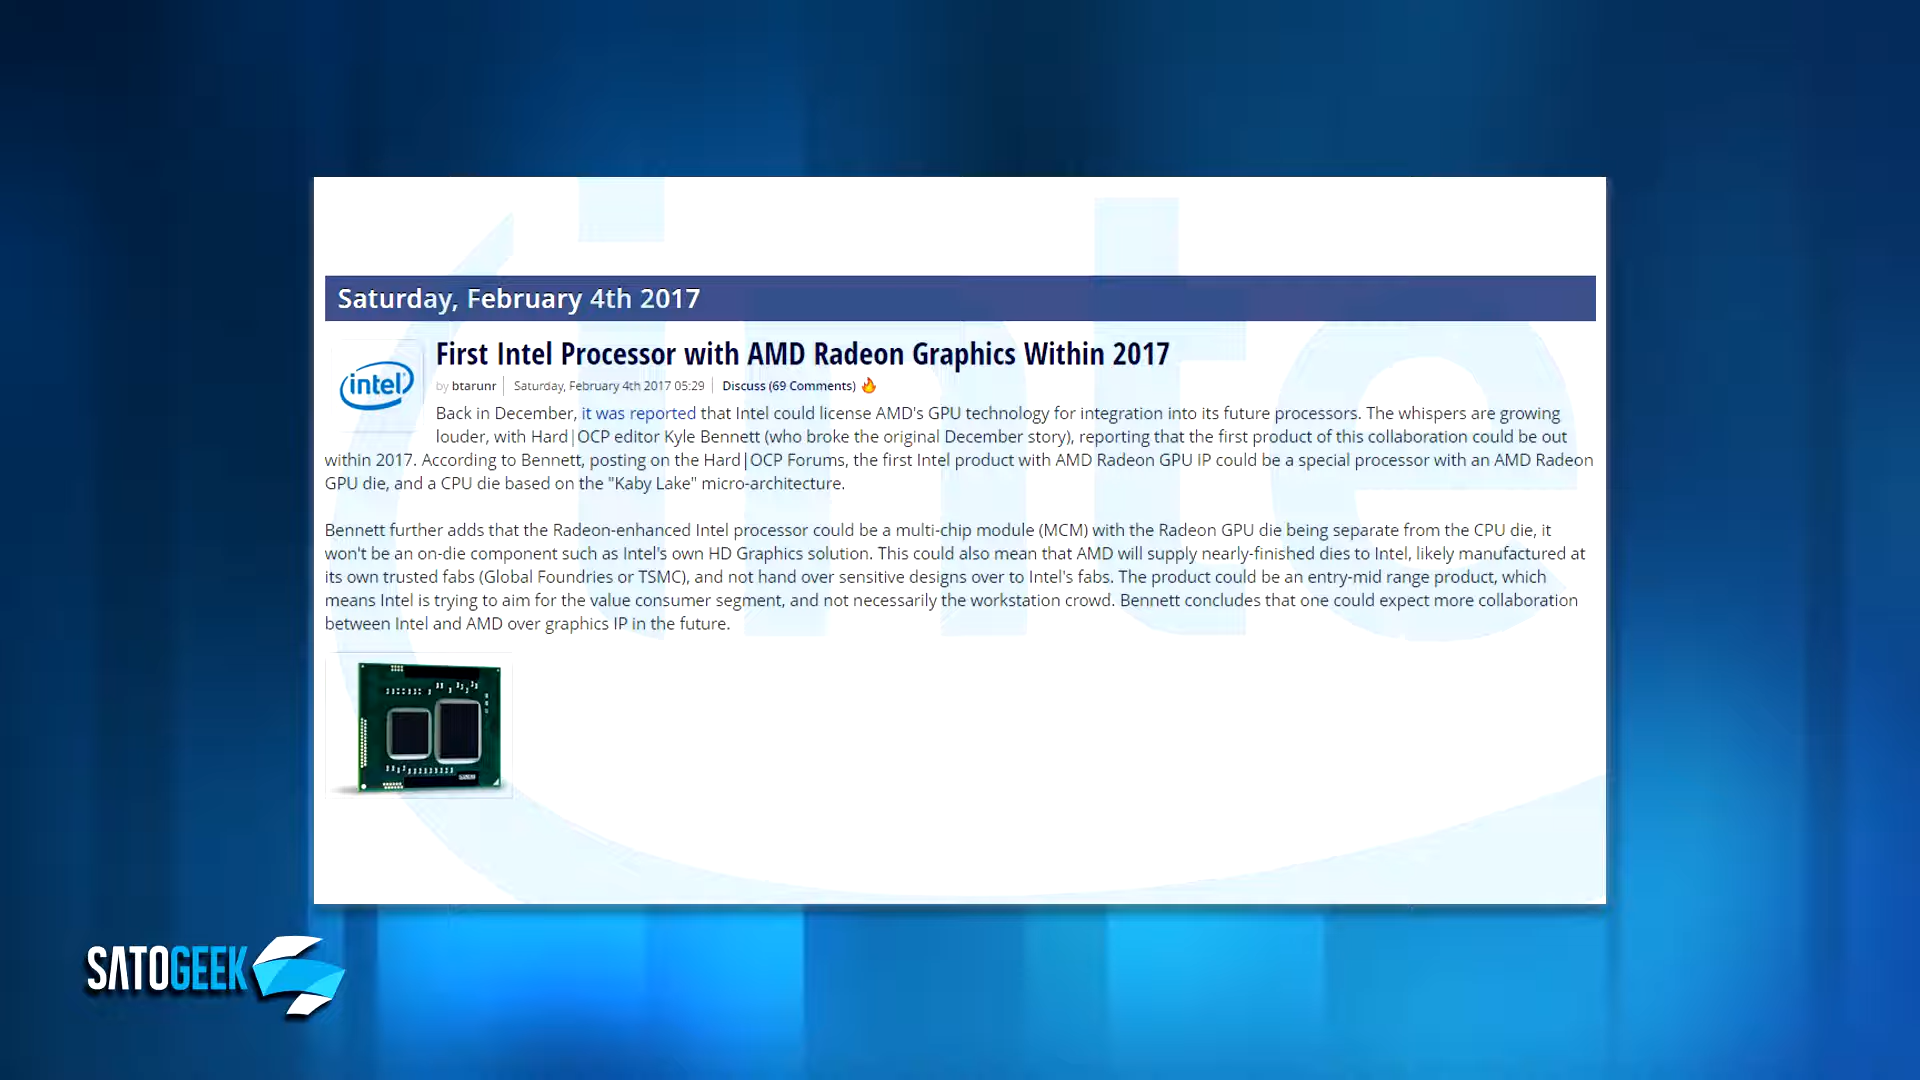 Saturday, February 4th 2017
First Intel Processor with AMD Radeon Graphics Within 2017
intel
by btarunr | Saturday, February 4th 2017 05:29 | Discuss (69 Comments)
Back in December, it was reported that Intel could license AMD's GPU technology for integration into its future processors. The whispers are growing
louder, with Hard|OCP editor Kyle Bennett (who broke the original December story), reporting that the first product of this collaboration could be out
within 2017. According to Bennett, posting on the Hard|OCP Forums, the first Intel product with AMD Radeon GPU IP could be a special processor with an AMD Radeon
GPU die, and a CPU die based on the "Kaby Lake" micro-architecture.
Bennett further adds that the Radeon-enhanced Intel processor could be a multi-chip module (MCM) with the Radeon GPU die being separate from the CPU die, it
won't be an on-die component such as Intel's own HD Graphics solution. This could also mean that AMD will supply nearly-finished dies to Intel, likely manufactured at
its own trusted fabs (Global Foundries or TSMC), and not hand over sensitive designs over to Intel's fabs. The product could be an entry-mid range product, which
means Intel is trying to aim for the value consumer segment, and not necessarily the workstation crowd. Bennett concludes that one could expect more collaboration
between Intel and AMD over graphics IP in the future.
SATOGEEK